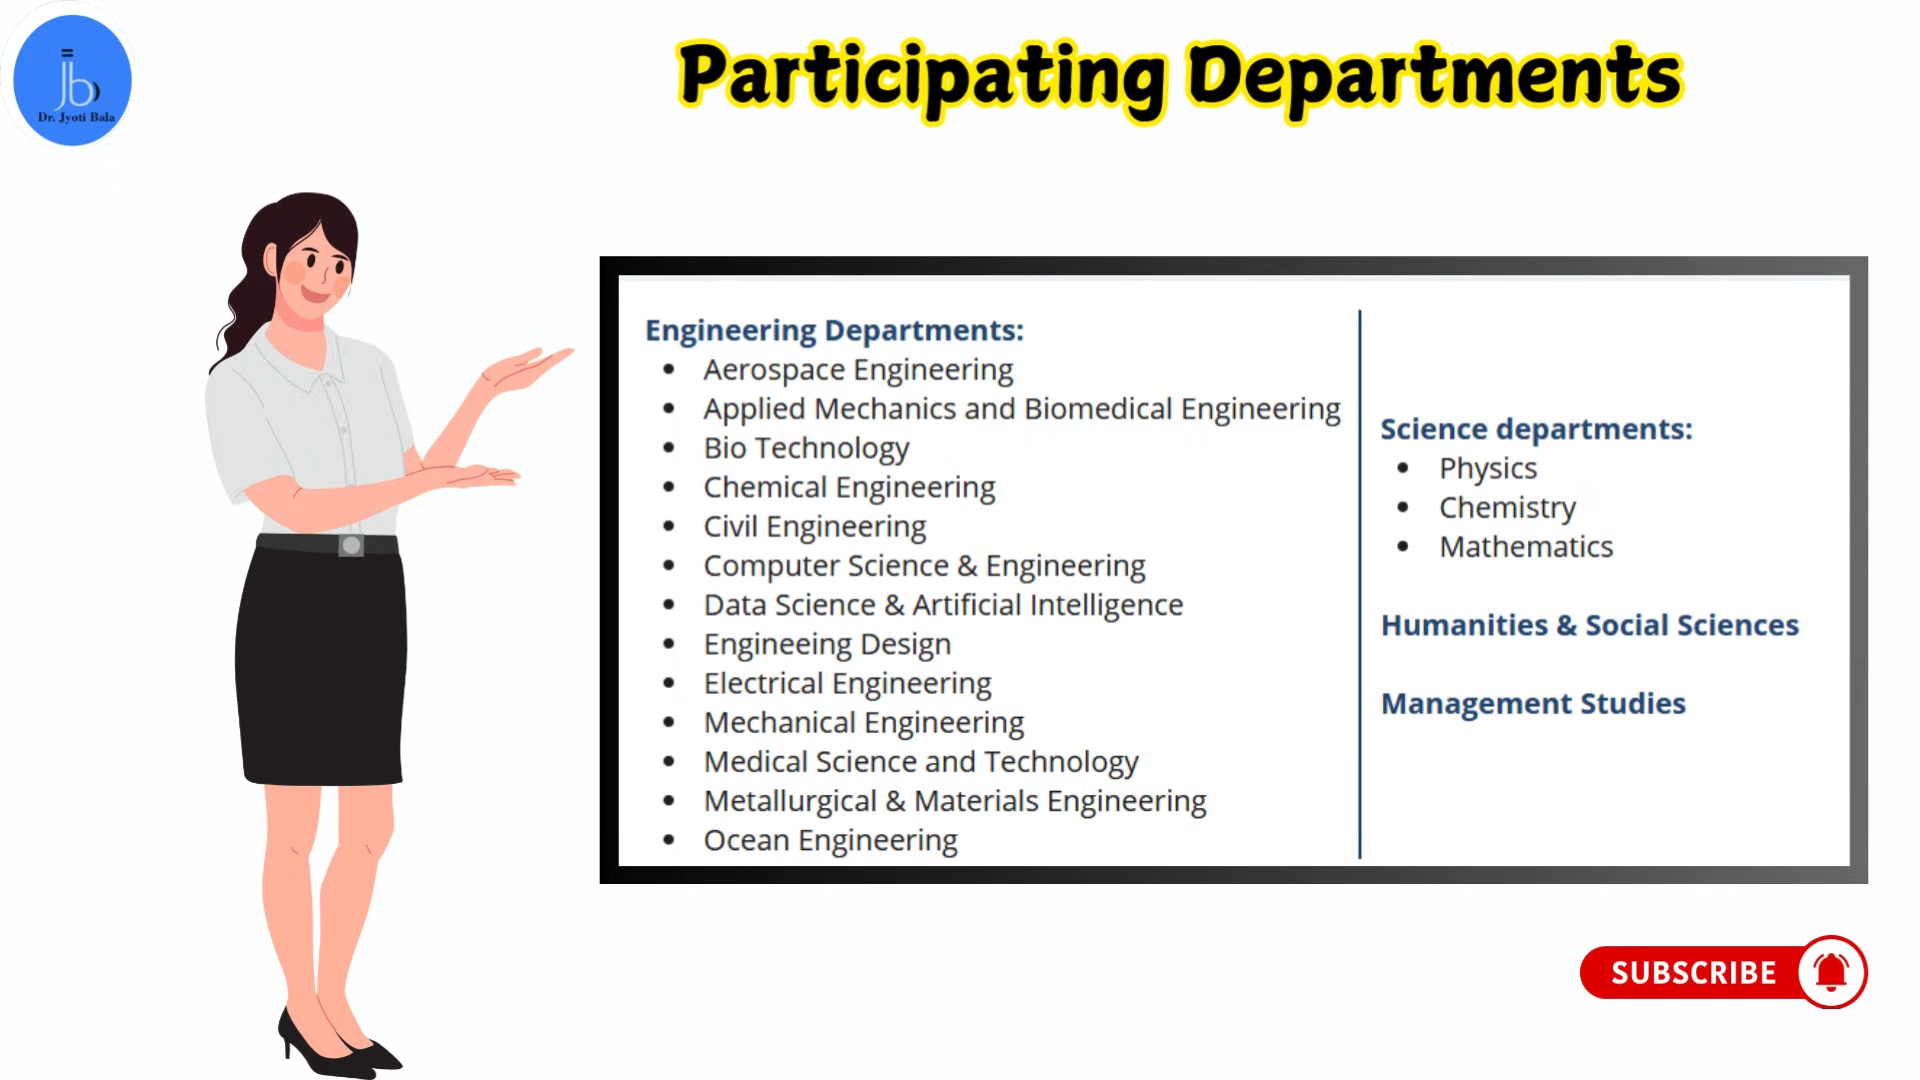 jb
Dr. Jyoti Bala
Participating Departments
Engineering Departments:
• Aerospace Engineering
• Applied Mechanics and Biomedical Engineering
• Bio Technology
• Chemical Engineering
• Civil Engineering
• Computer Science & Engineering
• Data Science & Artificial Intelligence
• Engineeing Design
• Electrical Engineering
• Mechanical Engineering
• Medical Science and Technology
• Metallurgical & Materials Engineering
• Ocean Engineering
Science departments:
• Physics
• Chemistry
• Mathematics
Humanities & Social Sciences
Management Studies
SUBSCRIBE